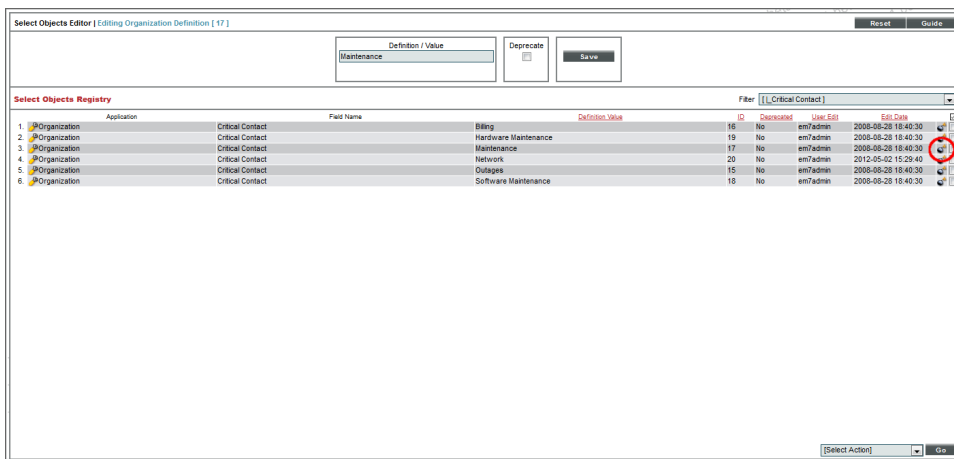 Select Objects Editor | Editing Organization Definition [ 17 ] Reset Guide
Definition / Value Deprecate
Maintenance Save
Select Objects Registry Filter [ |_Critical Contact ]
Application Field Name Definition Value ID Deprecated User Edit Edit Date
1. Organization Critical Contact Billing 16 No em7admin 2008-08-28 18:40:30
2. Organization Critical Contact Hardware Maintenance 19 No em7admin 2008-08-28 18:40:30
3. Organization Critical Contact Maintenance 17 No em7admin 2008-08-28 18:40:30
4. Organization Critical Contact Network 20 No em7admin 2012-05-02 15:29:40
5. Organization Critical Contact Outages 15 No em7admin 2008-08-28 18:40:30
6. Organization Critical Contact Software Maintenance 18 No em7admin 2008-08-28 18:40:30
[Select Action] Go